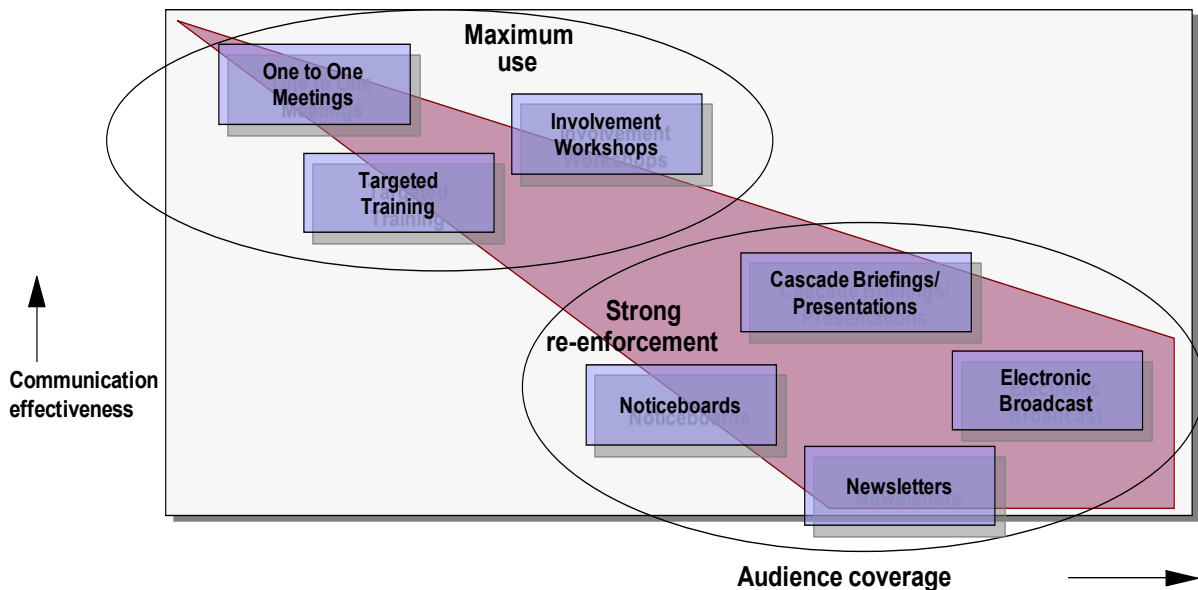 Maximum
use
One to One
Meetings
Involvement
Workshops
Targeted
Training
Cascade Briefings/
Presentations
Strong
re-enforcement
Electronic
Broadcast
Noticeboards
Newsletters
Communication
effectiveness
Audience coverage